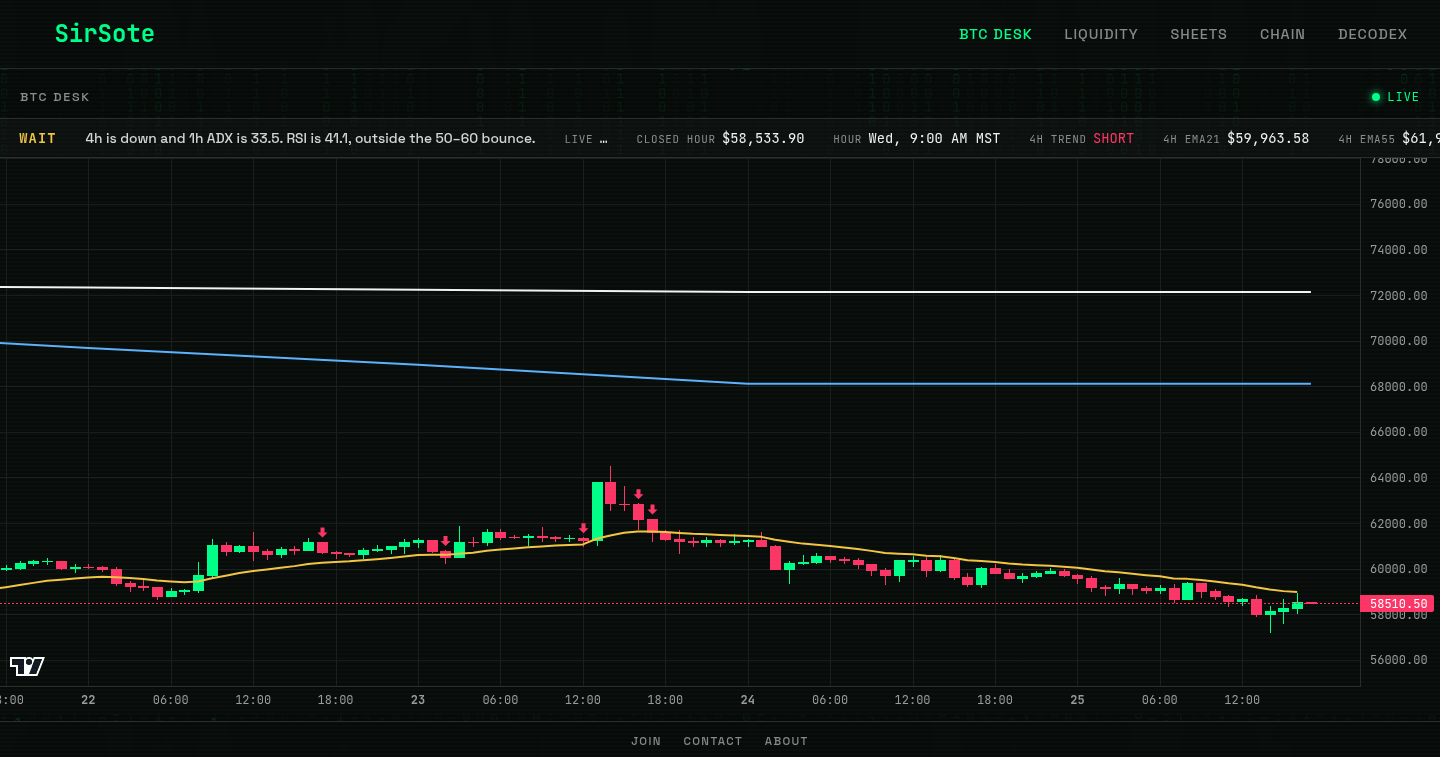 SirSote
BTC DESK LIQUIDITY SHEETS CHAIN DECODEX
BTC DESK
LIVE
WAIT 4h is down and 1h ADX is 33.5. RSI is 41.1, outside the 50–60 bounce. LIVE … CLOSED HOUR $58,533.90 HOUR Wed, 9:00 AM MST 4H TREND SHORT 4H EMA21 $59,963.58 4H EMA55 $61,9
78000.00
76000.00
74000.00
72000.00
70000.00
68000.00
66000.00
64000.00
62000.00
60000.00
58510.50
58000.00
56000.00
:00 22 06:00 12:00 18:00 23 06:00 12:00 18:00 24 06:00 12:00 18:00 25 06:00 12:00
JOIN CONTACT ABOUT